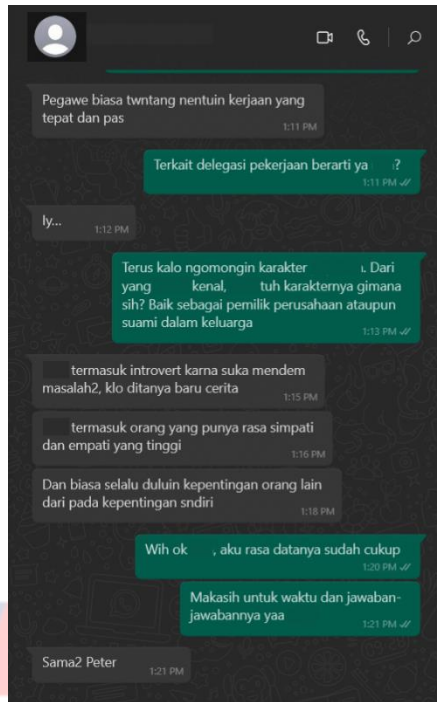 Pegawe biasa twntang nentuin kerjaan yang
tepat dan pas
1:11 PM
Terkait delegasi pekerjaan berarti ya ?
1:11 PM
Iy...
1:12 PM
Terus kalo ngomongin karakter . Dari
yang kenal, tuh karakternya gimana
sih? Baik sebagai pemilik perusahaan ataupun
suami dalam keluarga
1:13 PM
termasuk introvert karna suka mendem
masalah2, klo ditanya baru cerita
1:15 PM
termasuk orang yang punya rasa simpati
dan empati yang tinggi
1:16 PM
Dan biasa selalu duluin kepentingan orang lain
dari pada kepentingan sndiri
1:18 PM
Wih ok , aku rasa datanya sudah cukup
1:20 PM
Makasih untuk waktu dan jawaban-
jawabannya yaa
1:21 PM
Sama2 Peter
1:21 PM